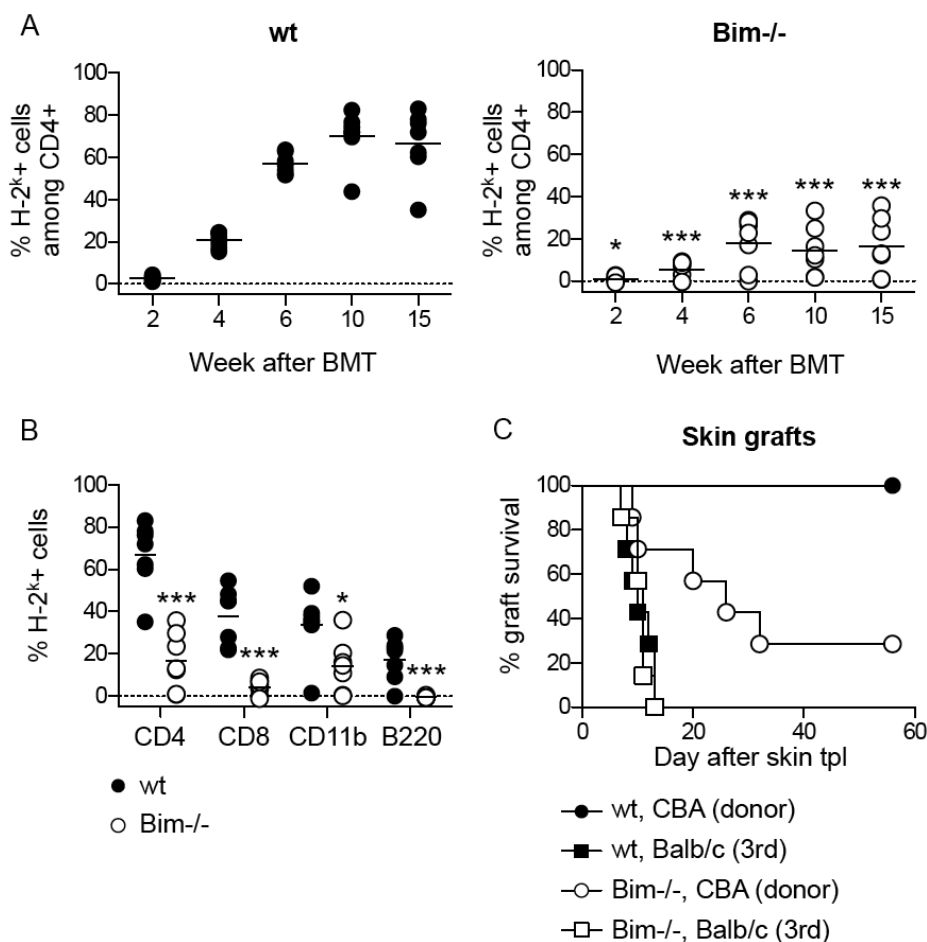 A
wt
% H-2k+ cells
among CD4+
100
80
60
40
20
0
2 4 6 10 15
Week after BMT
Bim-/-
% H-2k+ cells
among CD4+
100
80
60
40
20
0
* *** *** *** ***
2 4 6 10 15
Week after BMT
B
% H-2k+ cells
100
80
60
40
20
0
*** *** * ***
CD4 CD8 CD11b B220
wt
Bim-/-
C
Skin grafts
% graft survival
100
80
60
40
20
0
0 20 40 60
Day after skin tpl
wt, CBA (donor)
wt, Balb/c (3rd)
Bim-/-, CBA (donor)
Bim-/-, Balb/c (3rd)